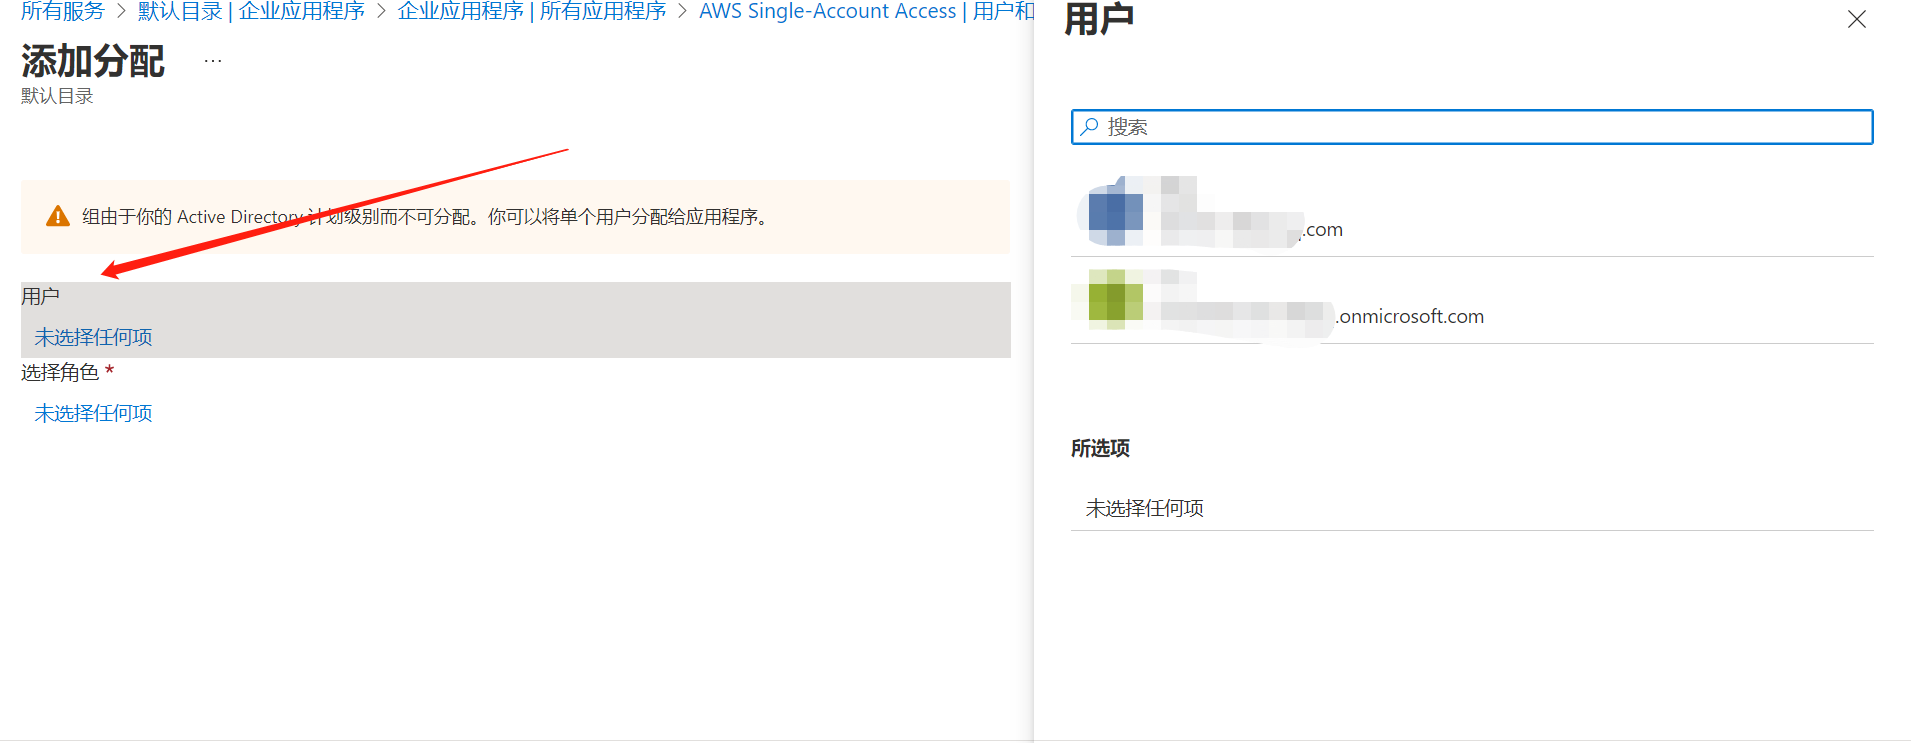 所有服务 > 默认目录 | 企业应用程序 > 企业应用程序 | 所有应用程序 > AWS Single-Account Access | 用户和
添加分配 ...
默认目录
组由于你的 Active Directory 计划级别而不可分配。你可以将单个用户分配给应用程序。
用户
未选择任何项
选择角色 *
未选择任何项
用户
搜索
.com
.onmicrosoft.com
所选项
未选择任何项